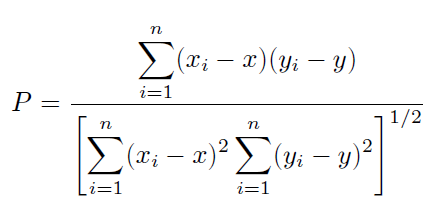 P = \frac{\sum_{i=1}^{n}(x_i - x)(y_i - y)}{\left[\sum_{i=1}^{n}(x_i - x)^2 \sum_{i=1}^{n}(y_i - y)^2\right]^{1/2}}